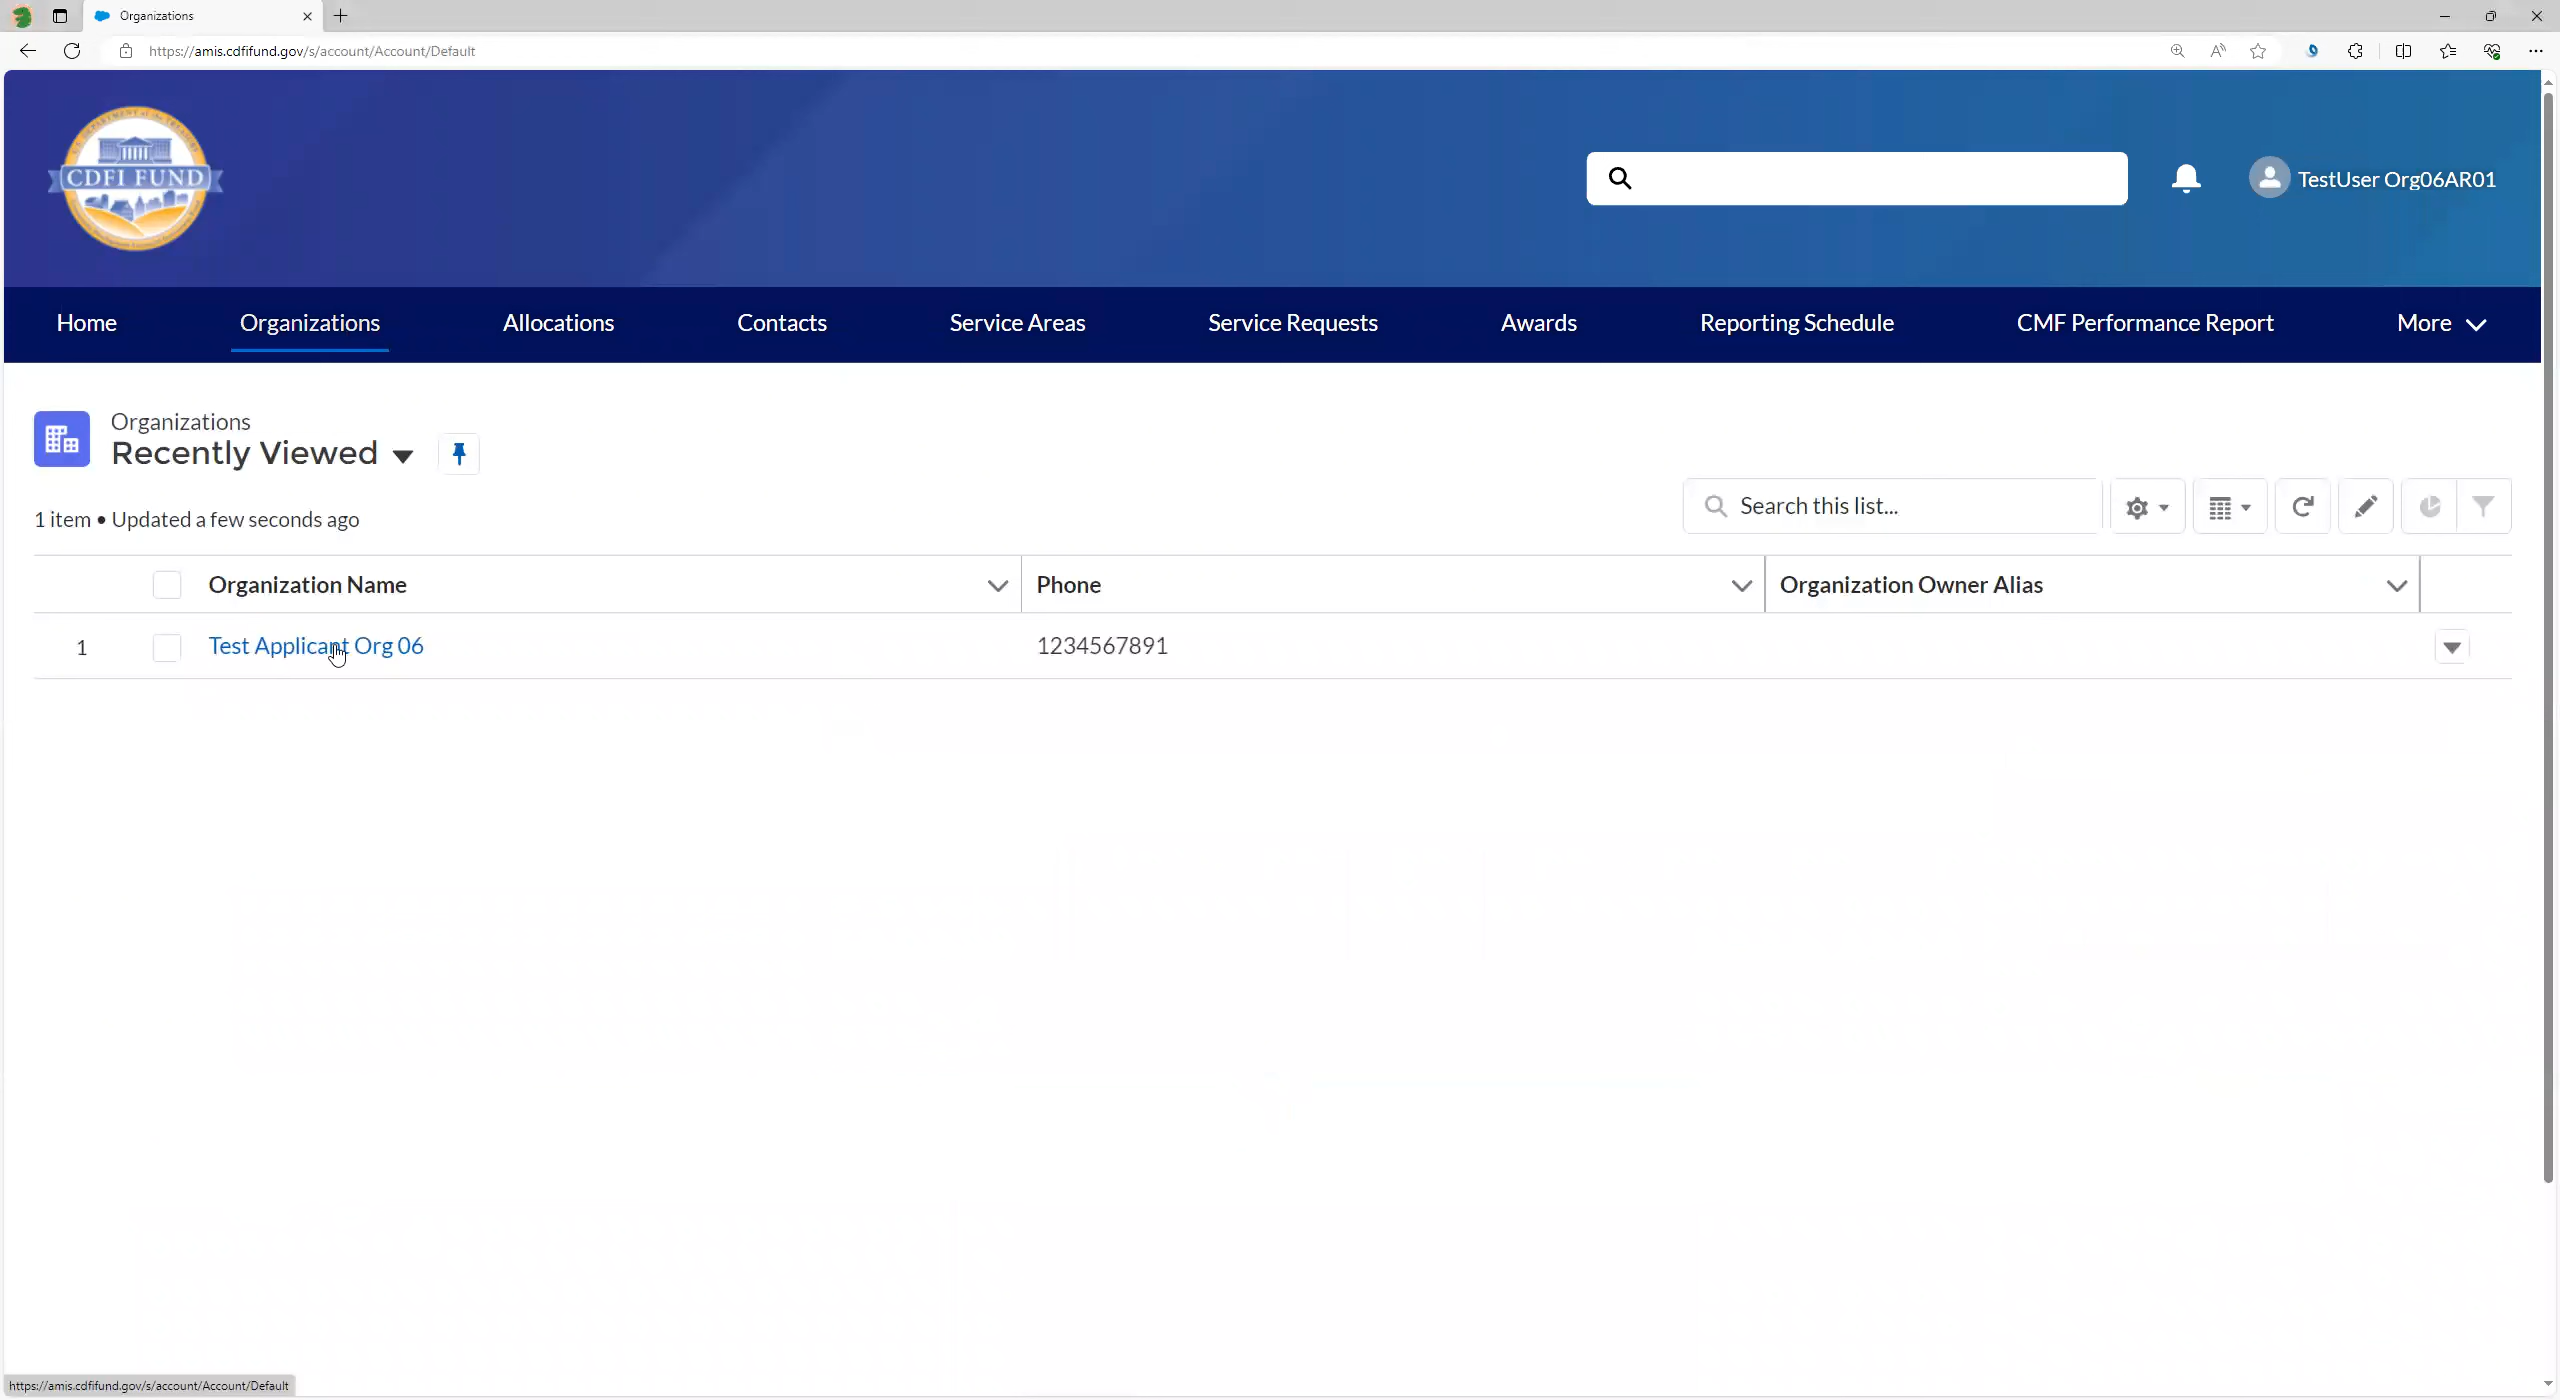 Organizations
https://amis.cdfifund.gov/s/account/Account/Default
CDFI FUND
TestUser Org06AR01
Home Organizations Allocations Contacts Service Areas Service Requests Awards Reporting Schedule CMF Performance Report More
Organizations
Recently Viewed
1 item • Updated a few seconds ago
Search this list...
Organization Name Phone Organization Owner Alias
1 Test Applicant Org 06 1234567891
https://amis.cdfifund.gov/s/account/Account/Default